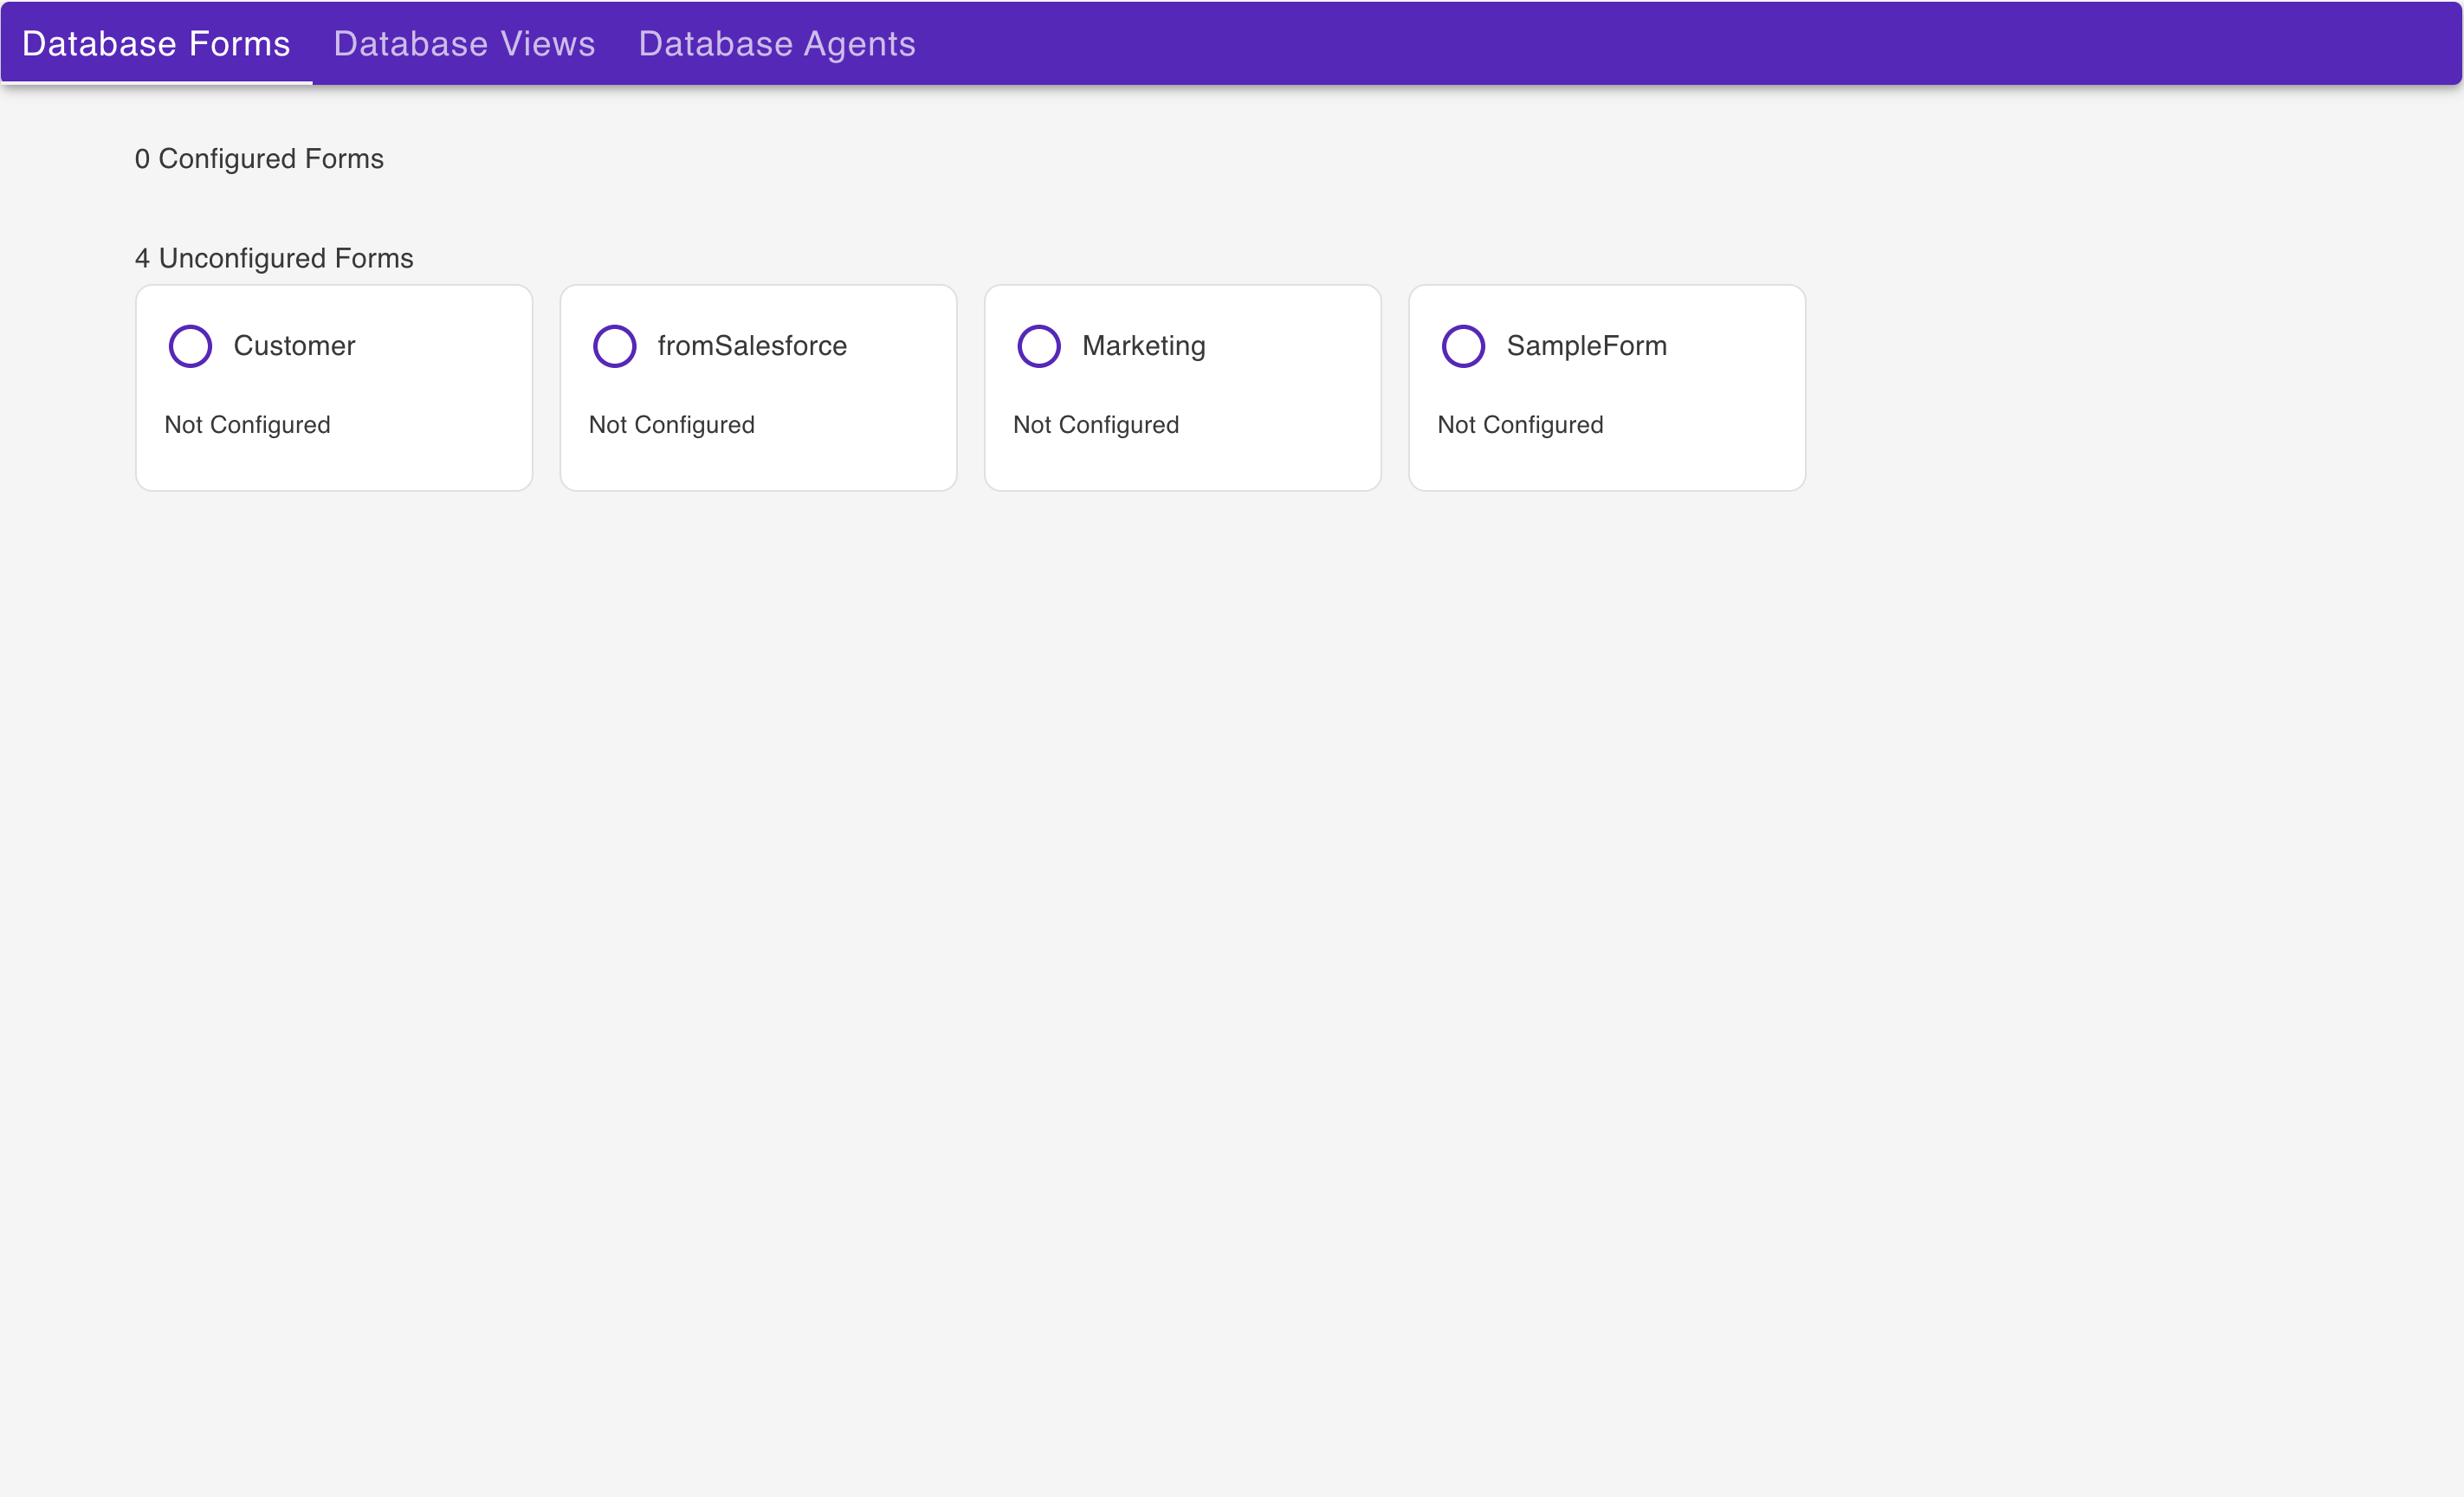 Database Forms Database Views Database Agents
0 Configured Forms
4 Unconfigured Forms
Customer fromSalesforce Marketing SampleForm
Not Configured Not Configured Not Configured Not Configured